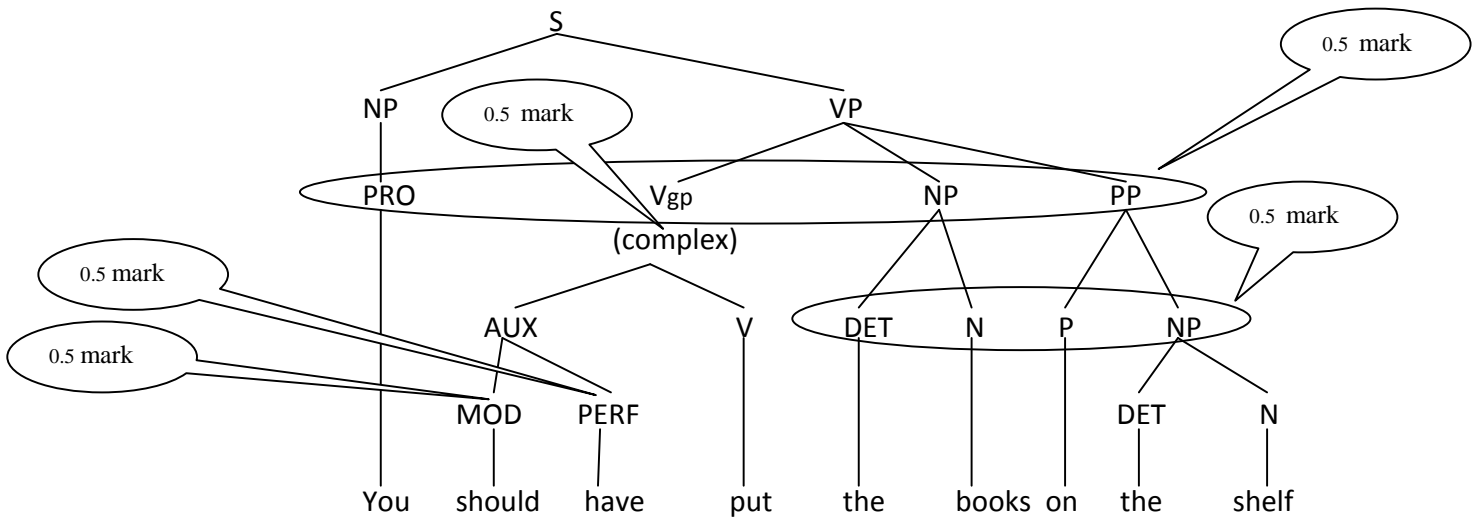 S
0.5 mark
NP
0.5 mark
VP
PRO
Vgp
NP
PP
0.5 mark
(complex)
0.5 mark
AUX
V
DET
N
P
NP
0.5 mark
MOD
PERF
DET
N
You should have put the books on the shelf